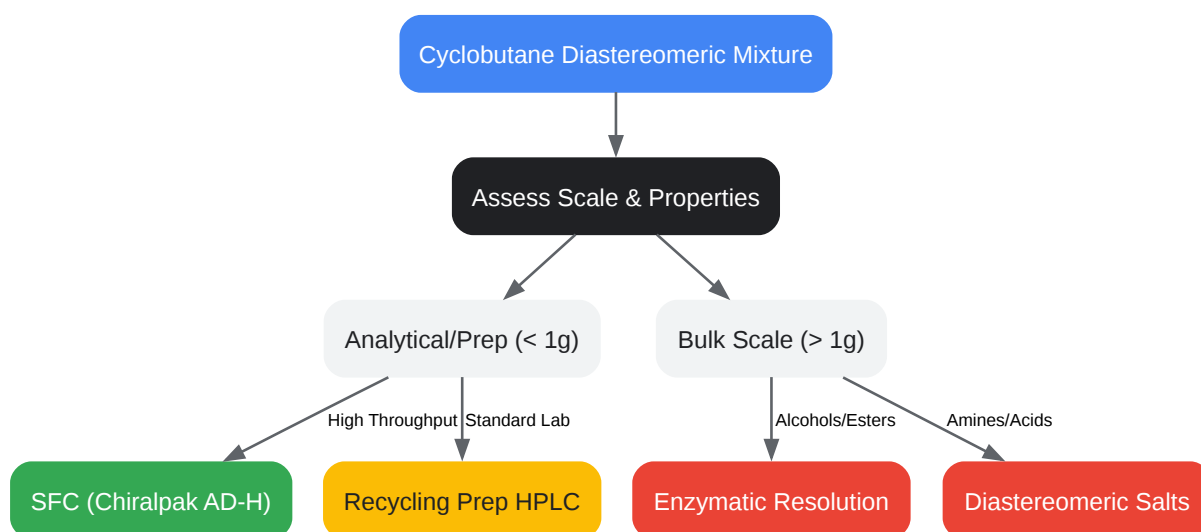 Cyclobutane Diastereomeric Mixture
Assess Scale & Properties
Analytical/Prep (< 1g)
Bulk Scale (> 1g)
High Throughput
Standard Lab
Alcohols/Esters
Amines/Acids
SFC (Chiralpak AD-H)
Recycling Prep HPLC
Enzymatic Resolution
Diastereomeric Salts